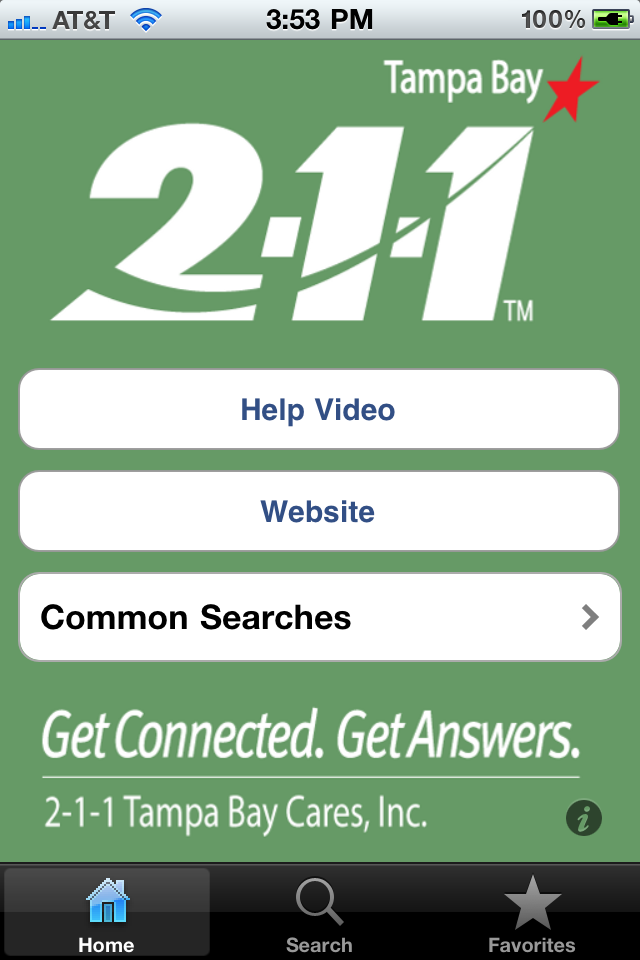 AT&T 3:53 PM 100%
Tampa Bay
2-1-1 TM
Help Video
Website
Common Searches
Get Connected. Get Answers.
2-1-1 Tampa Bay Cares, Inc.
i
Home Search Favorites